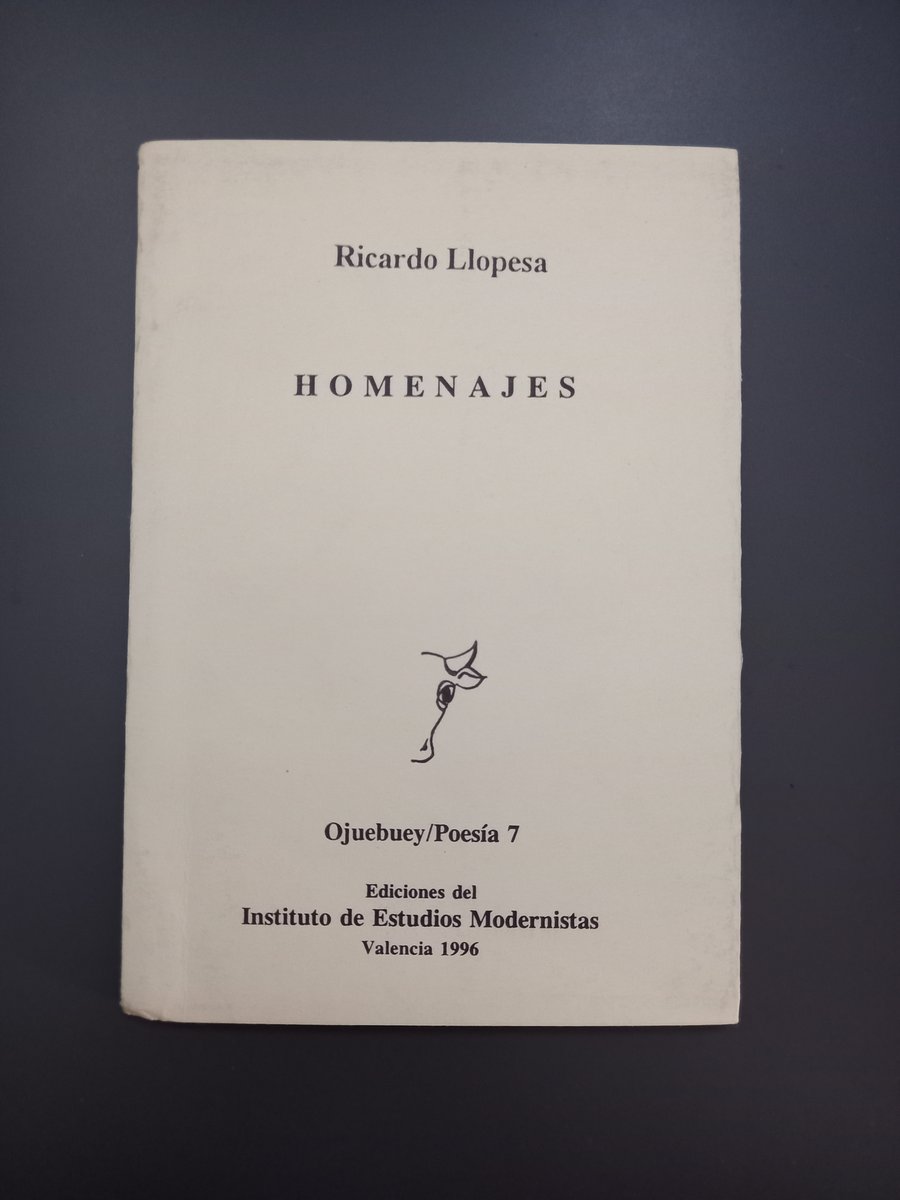 Ricardo Llopesa
HOMENAJES
Ojuebuey/Poesía 7
Ediciones del
Instituto de Estudios Modernistas
Valencia 1996